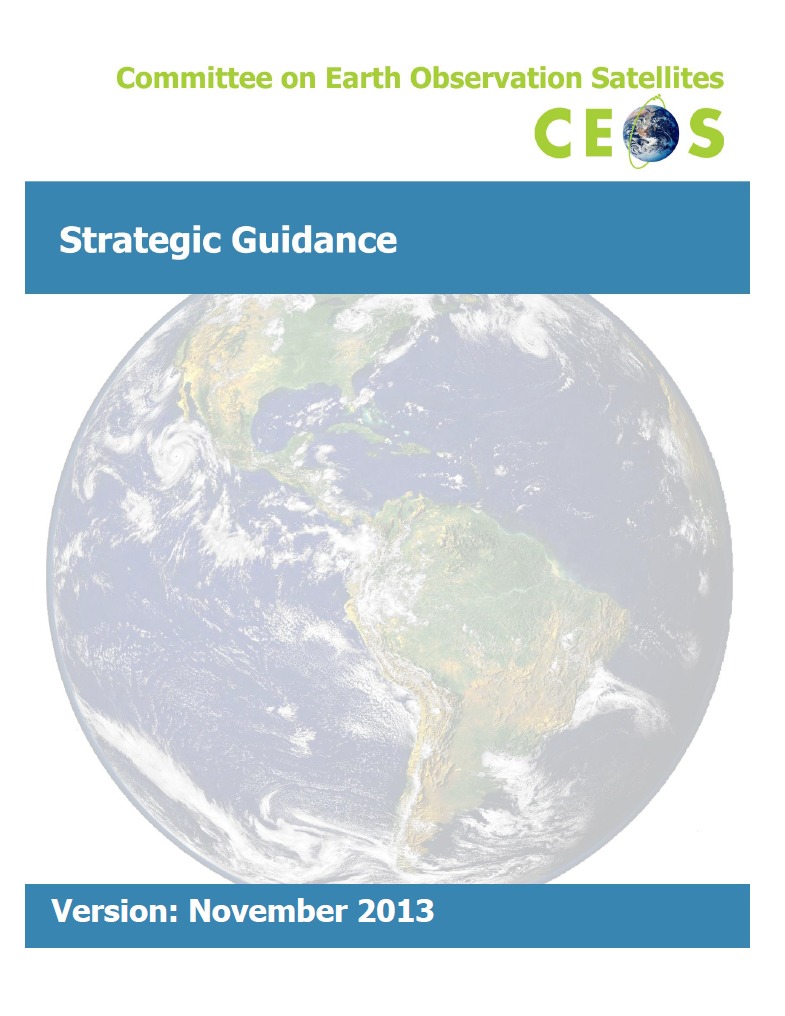 Committee on Earth Observation Satellites
CEOS
Strategic Guidance
Version: November 2013